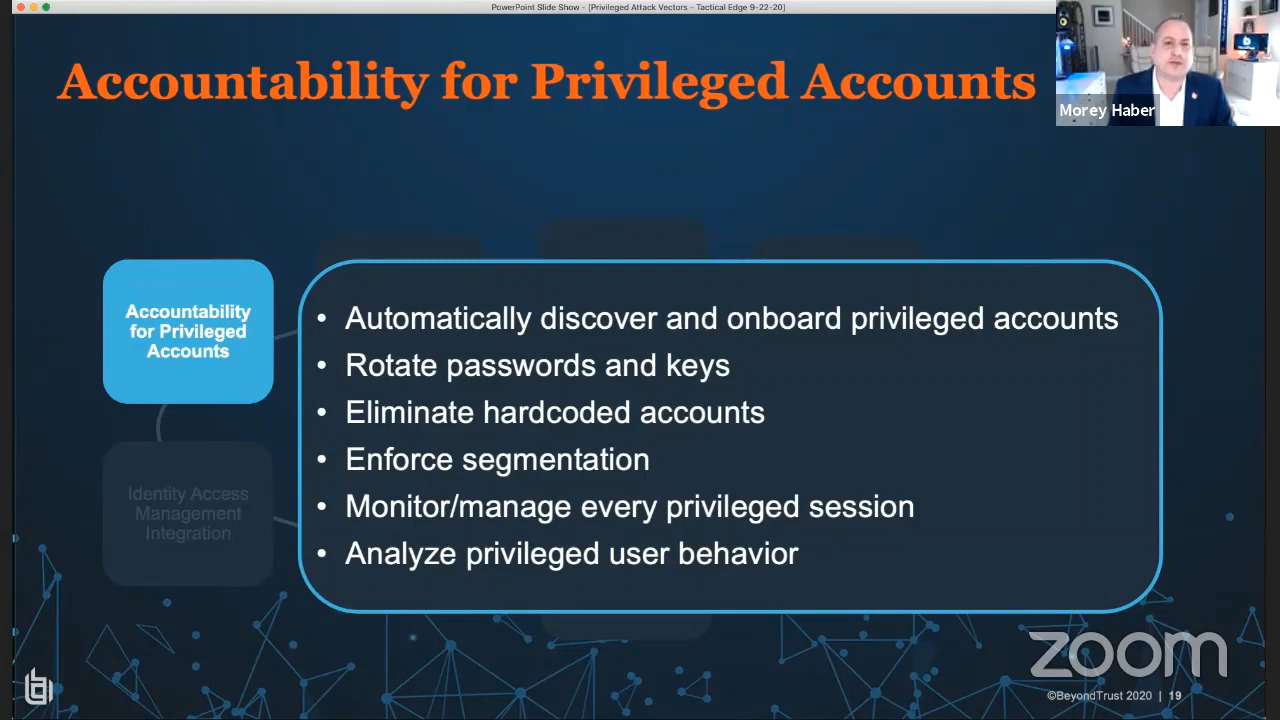 PowerPoint Slide Show - [Privileged Attack Vectors - Tactical Edge 9-22-20]
Accountability for Privileged Accounts
Morey Haber
Accountability
for Privileged
Accounts
• Automatically discover and onboard privileged accounts
• Rotate passwords and keys
• Eliminate hardcoded accounts
• Enforce segmentation
• Monitor/manage every privileged session
• Analyze privileged user behavior
Identity Access
Management
Integration
zoom
©BeyondTrust 2020 | 19